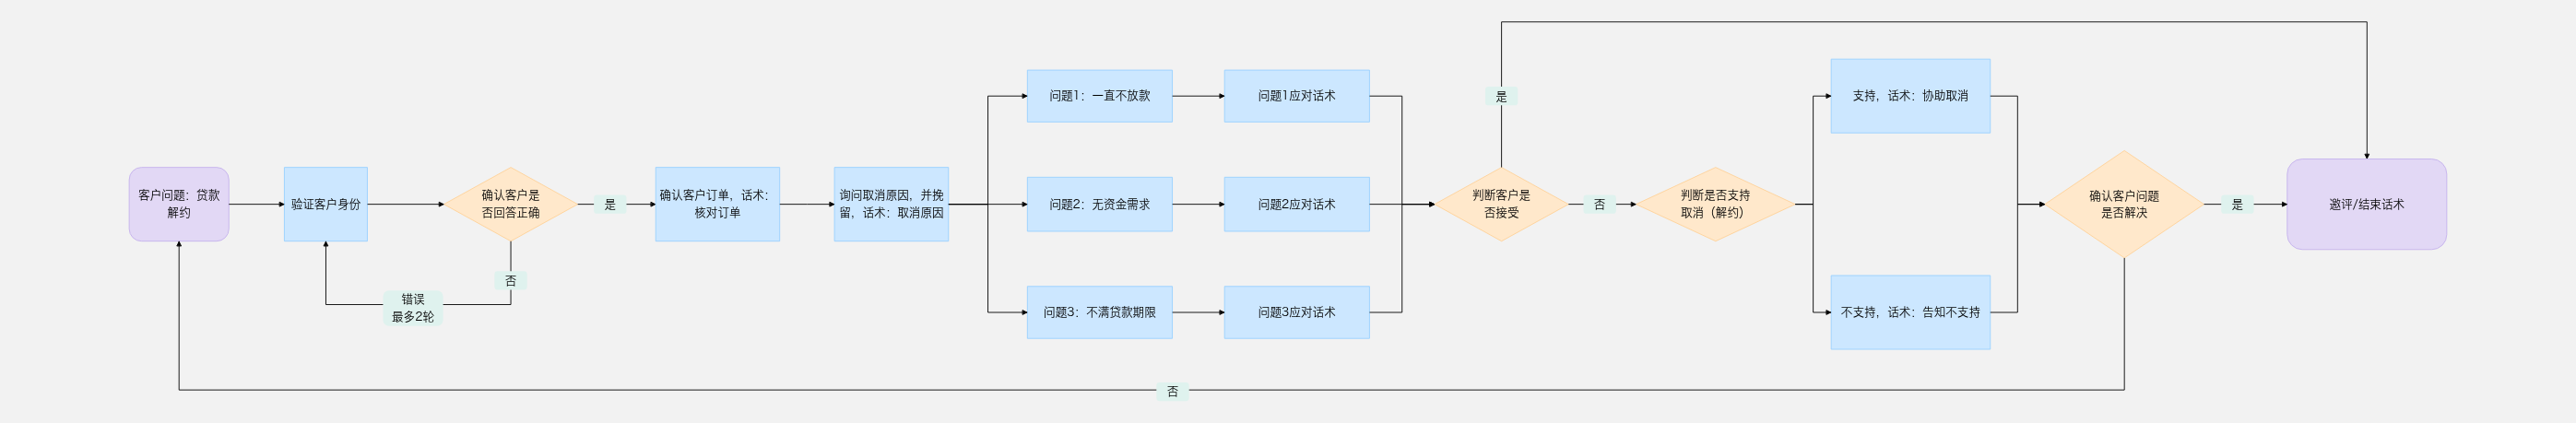 客户问题：贷款
解约
验证客户身份
确认客户是
否回答正确
是
否
错误
最多2轮
确认客户订单，话术：
核对订单
询问取消原因，并挽
留，话术：取消原因
问题1：一直不放款
问题1应对话术
问题2：无资金需求
问题2应对话术
问题3：不满贷款期限
问题3应对话术
判断客户是
否接受
是
否
判断是否支持
取消（解约）
支持，话术：协助取消
不支持，话术：告知不支持
确认客户问题
是否解决
是
否
邀评/结束话术